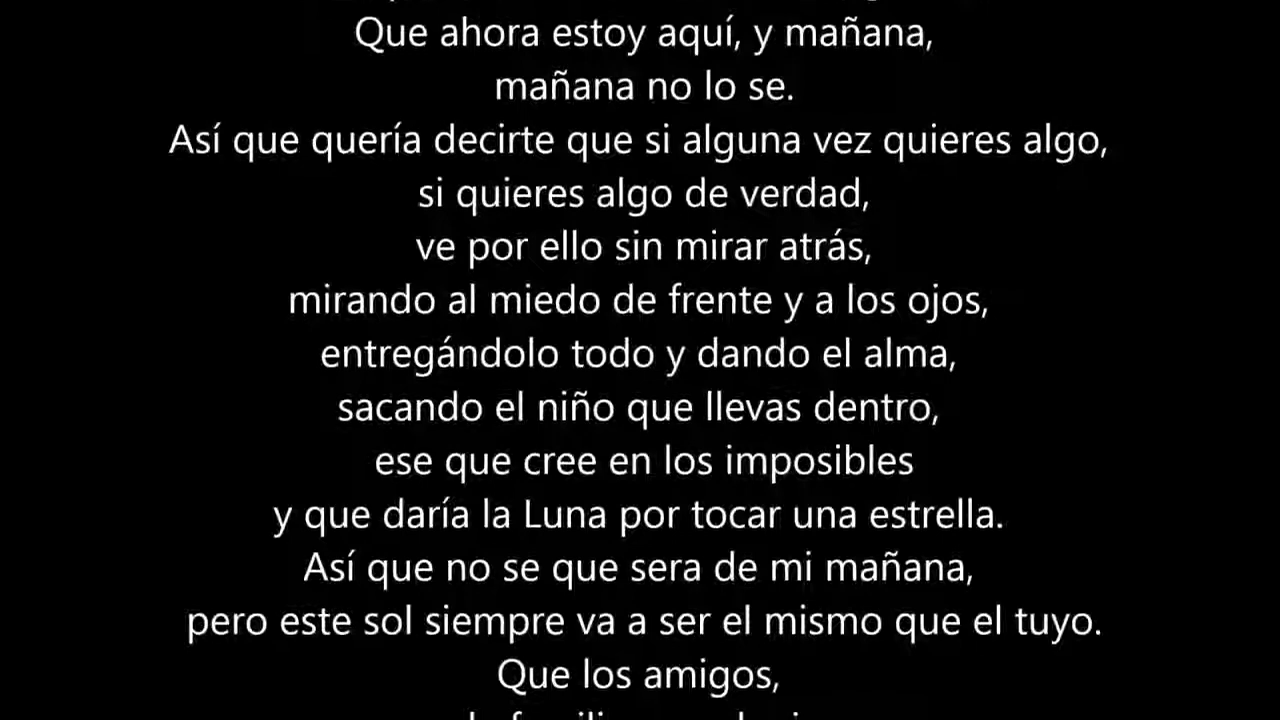 Que ahora estoy aquí, y mañana,
mañana no lo se.
Así que quería decirte que si alguna vez quieres algo,
si quieres algo de verdad,
ve por ello sin mirar atrás,
mirando al miedo de frente y a los ojos,
entregándolo todo y dando el alma,
sacando el niño que llevas dentro,
ese que cree en los imposibles
y que daría la Luna por tocar una estrella.
Así que no se que sera de mi mañana,
pero este sol siempre va a ser el mismo que el tuyo.
Que los amigos,